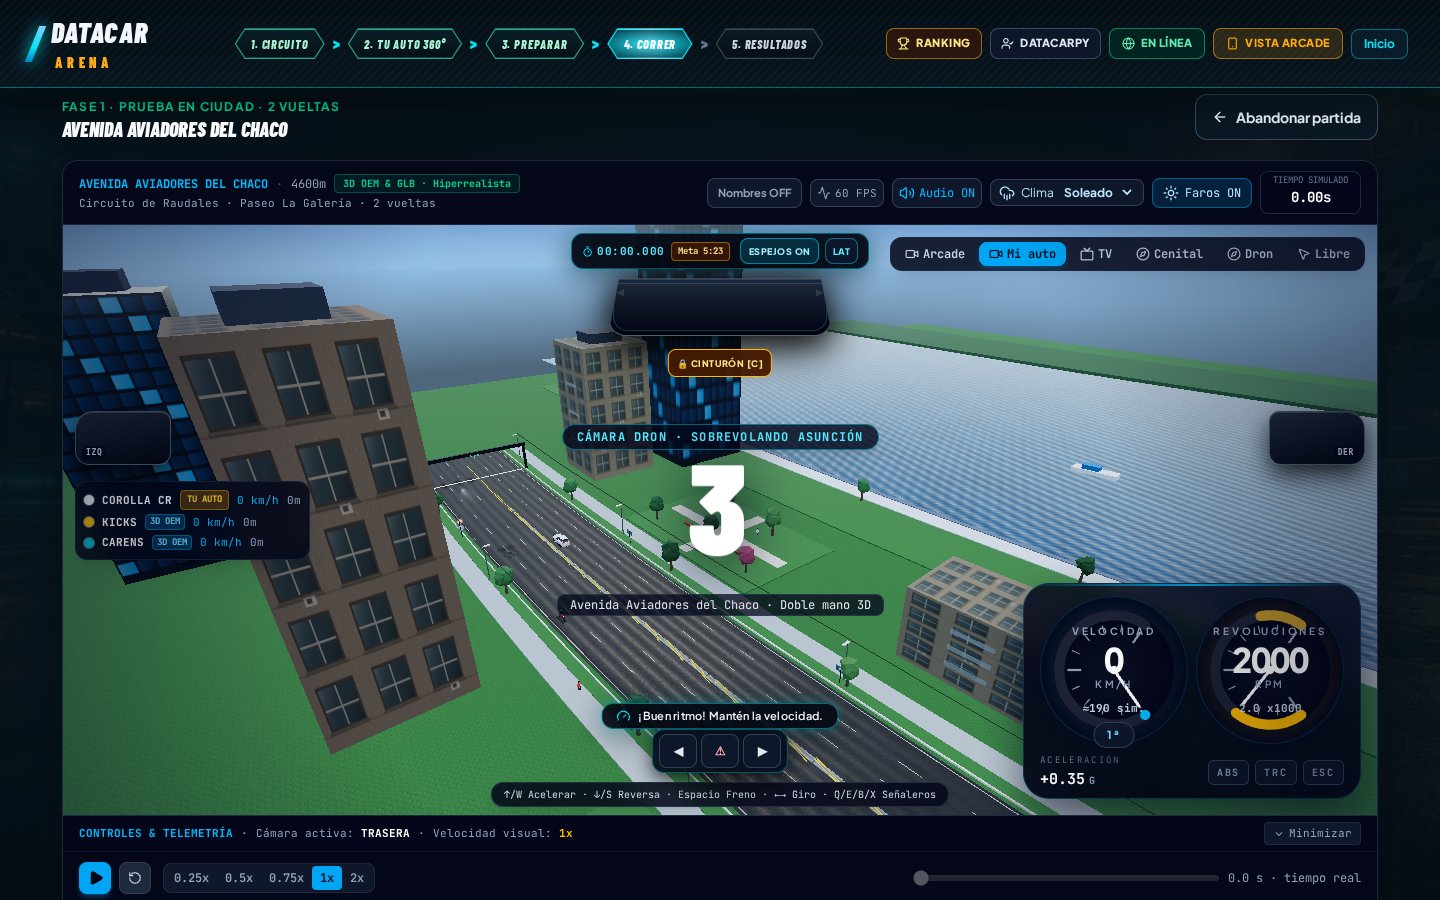 DATACAR
ARENA
1. CIRCUITO > 2. TU AUTO 360° > 3. PREPARAR > 4. CORRER > 5. RESULTADOS
RANKING
DATACARPY
EN LÍNEA
VISTA ARCADE
Inicio
FASE 1 · PRUEBA EN CIUDAD · 2 VUELTAS
AVENIDA AVIADORES DEL CHACO
← Abandonar partida
AVENIDA AVIADORES DEL CHACO · 4600m 3D OEM & GLB · Hiperrealista
Circuito de Raudales · Paseo La Galería · 2 vueltas
Nombres OFF
60 FPS
Audio ON
Clima Soleado
Faros ON
TIEMPO SIMULADO
0.00s
00:00.000 Meta 5:23 ESPEJOS ON LAT
Arcade Mi auto TV Cenital Dron Libre
CINTURÓN [C]
IZQ
DER
CÁMARA DRON · SOBREVOLANDO ASUNCIÓN
3
COROLLA CR TU AUTO 0 km/h 0m
KICKS 3D OEM 0 km/h 0m
CARENS 3D OEM 0 km/h 0m
Avenida Aviadores del Chaco · Doble mano 3D
VELOCIDAD
0
KM/H
≈190 sim.
1ª
REVOLUCIONES
2000
RPM
2.0 x1000
ACELERACIÓN
+0.35 G
ABS TRC ESC
¡Buen ritmo! Mantén la velocidad.
◀ ⚠ ▶
↑/W Acelerar · ↓/S Reversa · Espacio Freno · ←→ Giro · Q/E/B/X Señaleros
CONTROLES & TELEMETRÍA · Cámara activa: TRASERA · Velocidad visual: 1x
Minimizar
0.25x 0.5x 0.75x 1x 2x
0.0 s · tiempo real